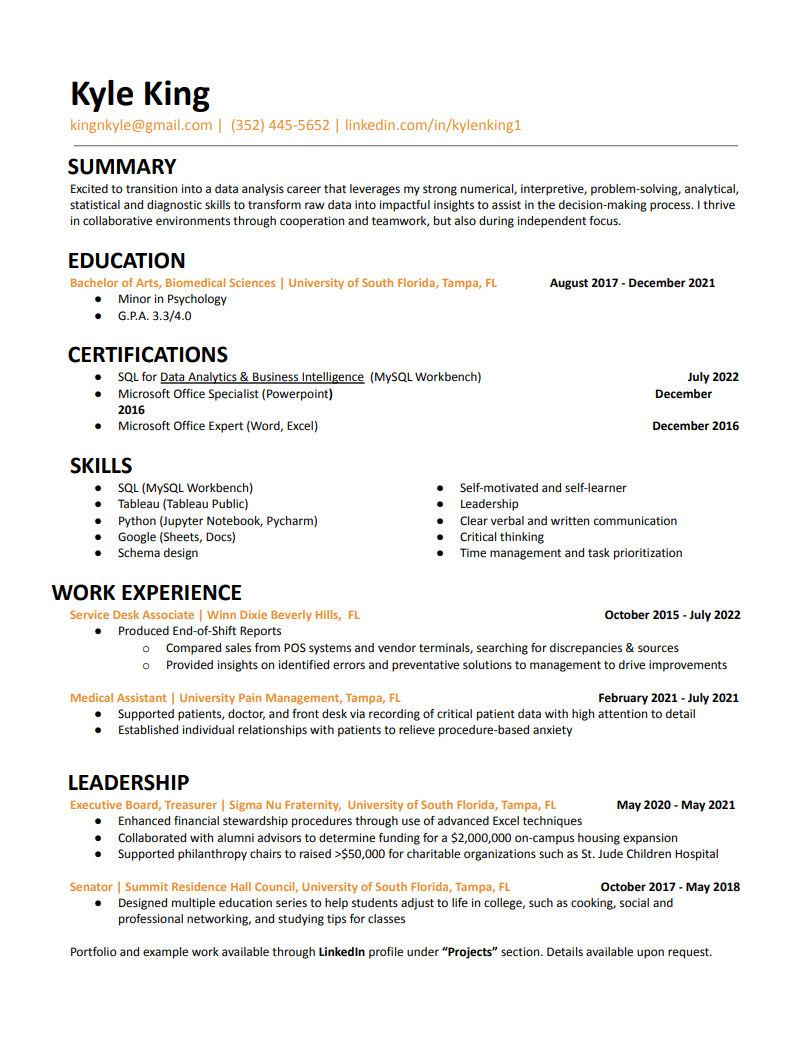 Kyle King
kingnkyle@gmail.com | (352) 445-5652 | linkedin.com/in/kylenking1
SUMMARY
Excited to transition into a data analysis career that leverages my strong numerical, interpretive, problem-solving, analytical,
statistical and diagnostic skills to transform raw data into impactful insights to assist in the decision-making process. I thrive
in collaborative environments through cooperation and teamwork, but also during independent focus.
EDUCATION
Bachelor of Arts, Biomedical Sciences | University of South Florida, Tampa, FL August 2017 - December 2021
● Minor in Psychology
● G.P.A. 3.3/4.0
CERTIFICATIONS
● SQL for Data Analytics & Business Intelligence (MySQL Workbench) July 2022
● Microsoft Office Specialist (Powerpoint) December
2016
● Microsoft Office Expert (Word, Excel) December 2016
SKILLS
● SQL (MySQL Workbench)
● Tableau (Tableau Public)
● Python (Jupyter Notebook, Pycharm)
● Google (Sheets, Docs)
● Schema design
● Self-motivated and self-learner
● Leadership
● Clear verbal and written communication
● Critical thinking
● Time management and task prioritization
WORK EXPERIENCE
Service Desk Associate | Winn Dixie Beverly Hills, FL October 2015 - July 2022
● Produced End-of-Shift Reports
○ Compared sales from POS systems and vendor terminals, searching for discrepancies & sources
○ Provided insights on identified errors and preventative solutions to management to drive improvements
Medical Assistant | University Pain Management, Tampa, FL February 2021 - July 2021
● Supported patients, doctor, and front desk via recording of critical patient data with high attention to detail
● Established individual relationships with patients to relieve procedure-based anxiety
LEADERSHIP
Executive Board, Treasurer | Sigma Nu Fraternity, University of South Florida, Tampa, FL May 2020 - May 2021
● Enhanced financial stewardship procedures through use of advanced Excel techniques
● Collaborated with alumni advisors to determine funding for a $2,000,000 on-campus housing expansion
● Supported philanthropy chairs to raised >$50,000 for charitable organizations such as St. Jude Children Hospital
Senator | Summit Residence Hall Council, University of South Florida, Tampa, FL October 2017 - May 2018
● Designed multiple education series to help students adjust to life in college, such as cooking, social and
professional networking, and studying tips for classes
Portfolio and example work available through LinkedIn profile under “Projects” section. Details available upon request.